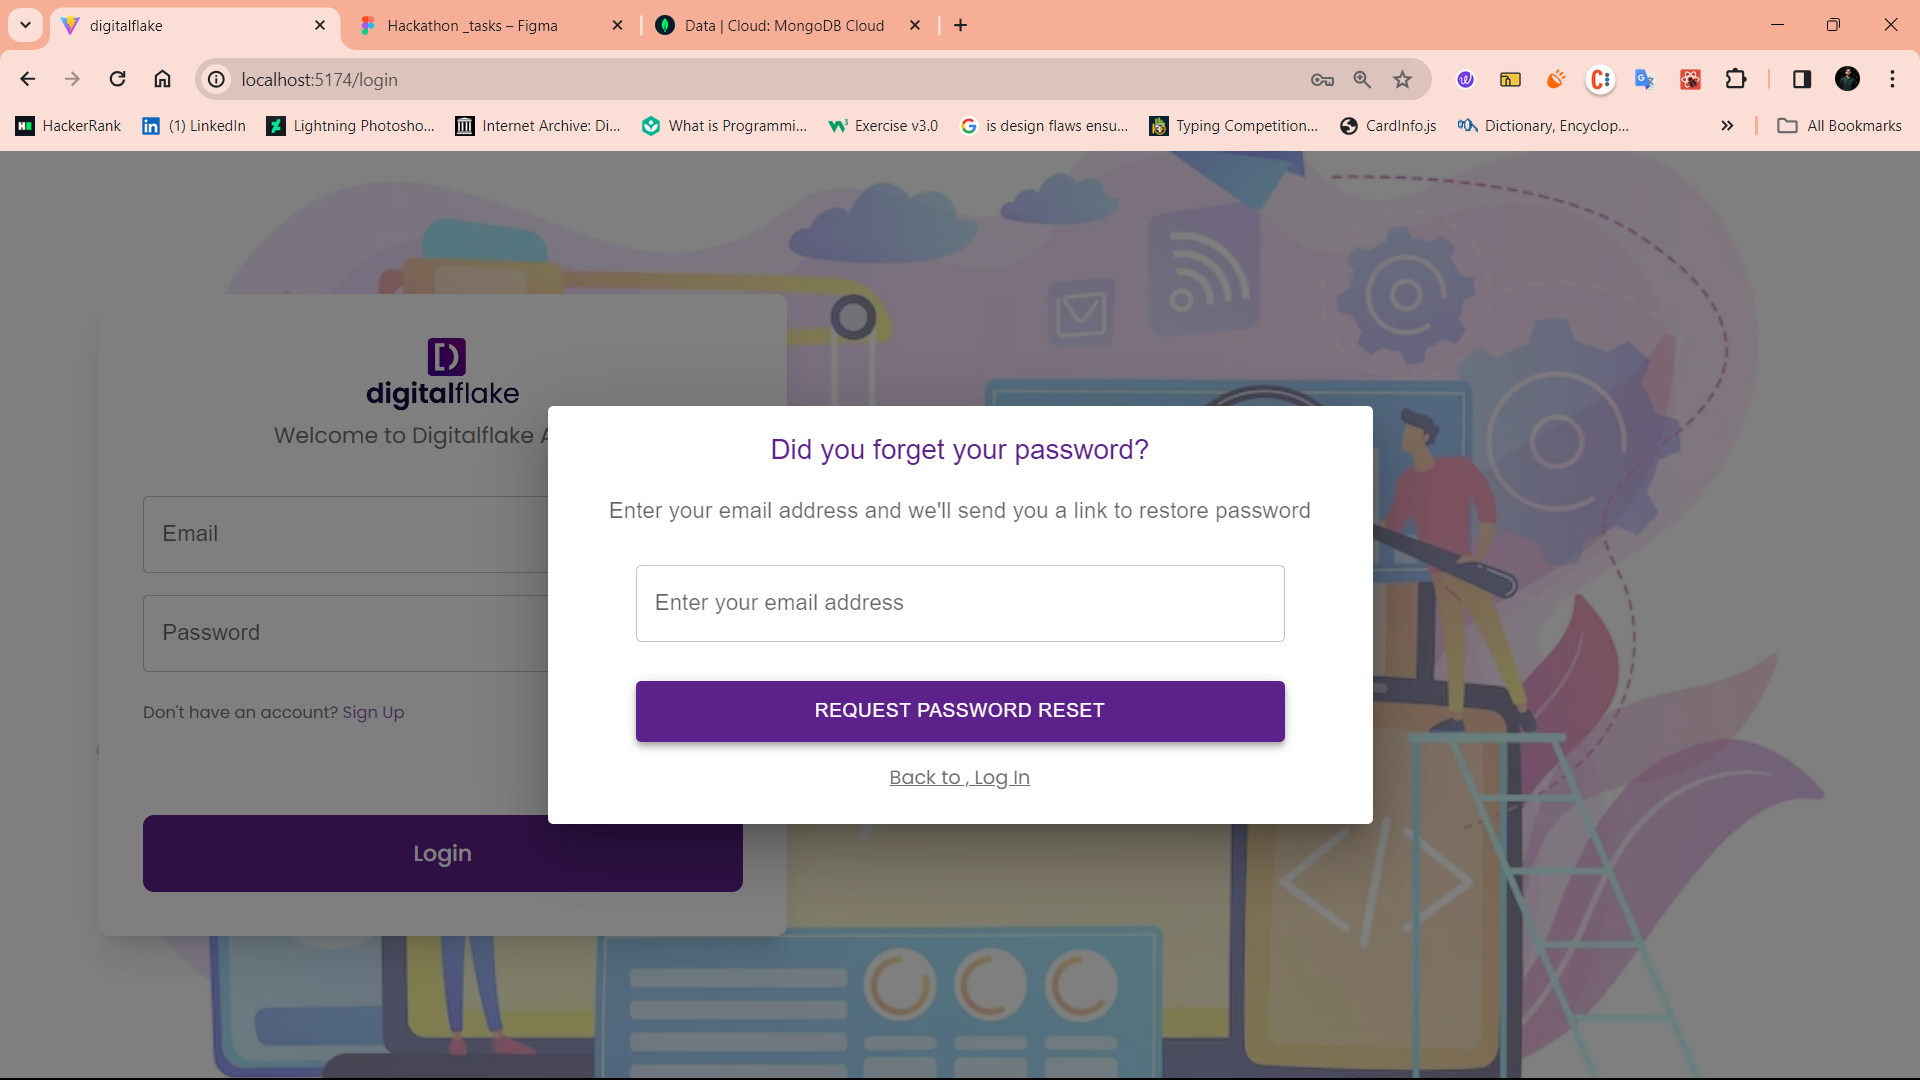 digitalflake
Hackathon _tasks – Figma
Data | Cloud: MongoDB Cloud
localhost:5174/login
HackerRank
(1) LinkedIn
Lightning Photosho...
Internet Archive: Di...
What is Programmi...
Exercise v3.0
is design flaws ensu...
Typing Competition...
CardInfo.js
Dictionary, Encyclop...
All Bookmarks
digitalflake
Welcome to Digitalflake
Email
Password
Don't have an account? Sign Up
Login
Did you forget your password?
Enter your email address and we'll send you a link to restore password
Enter your email address
REQUEST PASSWORD RESET
Back to , Log In